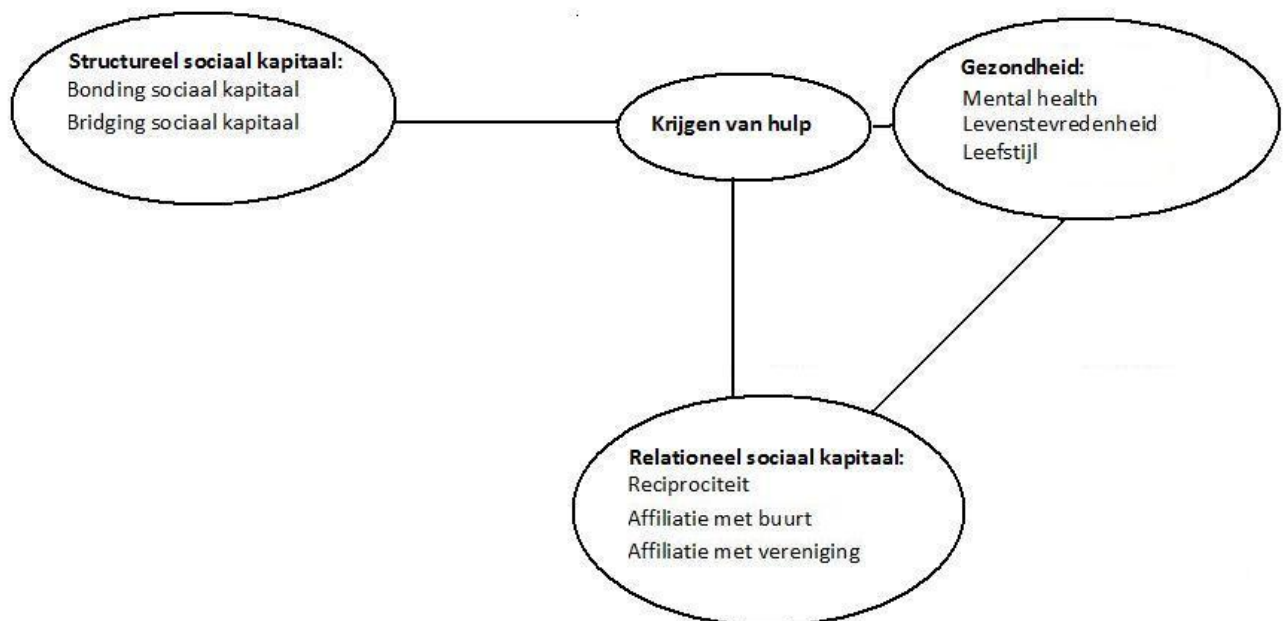 Structureel sociaal kapitaal:
Bonding sociaal kapitaal
Bridging sociaal kapitaal
Krijgen van hulp
Gezondheid:
Mental health
Levenstevredenheid
Leefstijl
Relationeel sociaal kapitaal:
Reciprociteit
Affiliatie met buurt
Affiliatie met vereniging